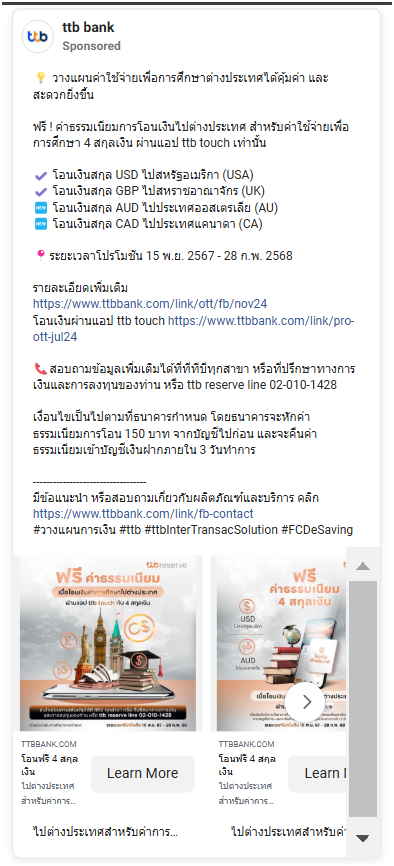 ttb bank
Sponsored
💡 วางแผนค่าใช้จ่ายเพื่อการศึกษาต่างประเทศได้คุ้มค่า และ
สะดวกยิ่งขึ้น
ฟรี ! ค่าธรรมเนียมการโอนเงินไปต่างประเทศ สำหรับค่าใช้จ่ายเพื่อ
การศึกษา 4 สกุลเงิน ผ่านแอป ttb touch เท่านั้น
✔ โอนเงินสกุล USD ไปสหรัฐอเมริกา (USA)
✔ โอนเงินสกุล GBP ไปสหราชอาณาจักร (UK)
🆕 โอนเงินสกุล AUD ไปประเทศออสเตรเลีย (AU)
🆕 โอนเงินสกุล CAD ไปประเทศแคนาดา (CA)
📍 ระยะเวลาโปรโมชัน 15 พ.ย. 2567 - 28 ก.พ. 2568
รายละเอียดเพิ่มเติม
https://www.ttbbank.com/link/ott/fb/nov24
โอนเงินผ่านแอป ttb touch https://www.ttbbank.com/link/pro-
ott-jul24
📞 สอบถามข้อมูลเพิ่มเติมได้ที่ทีทีบีทุกสาขา หรือที่ปรึกษาทางการ
เงินและการลงทุนของท่าน หรือ ttb reserve line 02-010-1428
เงื่อนไขเป็นไปตามที่ธนาคารกำหนด โดยธนาคารจะหักค่า
ธรรมเนียมการโอน 150 บาท จากบัญชีไปก่อน และจะคืนค่า
ธรรมเนียมเข้าบัญชีเงินฝากภายใน 3 วันทำการ
----------------------------------
มีข้อแนะนำ หรือสอบถามเกี่ยวกับผลิตภัณฑ์และบริการ คลิก
https://www.ttbbank.com/link/fb-contact
#วางแผนการเงิน #ttb #ttbInterTransacSolution #FCDeSaving
ttb reserve
ฟรี ค่าธรรมเนียม
เมื่อโอนเงินค่าการศึกษาไปต่างประเทศ
ผ่านแอป ttb touch กับ 4 สกุลเงิน
หรือ ttb reserve line 02-010-1428
ฟรี ค่าธรรมเนียม
4 สกุลเงิน
USD
AUD
TTBBANK.COM
โอนฟรี 4 สกุล
เงิน
ไปต่างประเทศ
สำหรับค่าการ...
Learn More
TTBBANK.COM
โอนฟรี 4 สกุล
เงิน
ไปต่างประเทศ
สำหรับค่าการ...
Learn M
ไปต่างประเทศสำหรับค่าการ...
ไปต่างประเทศสำหรับค่า